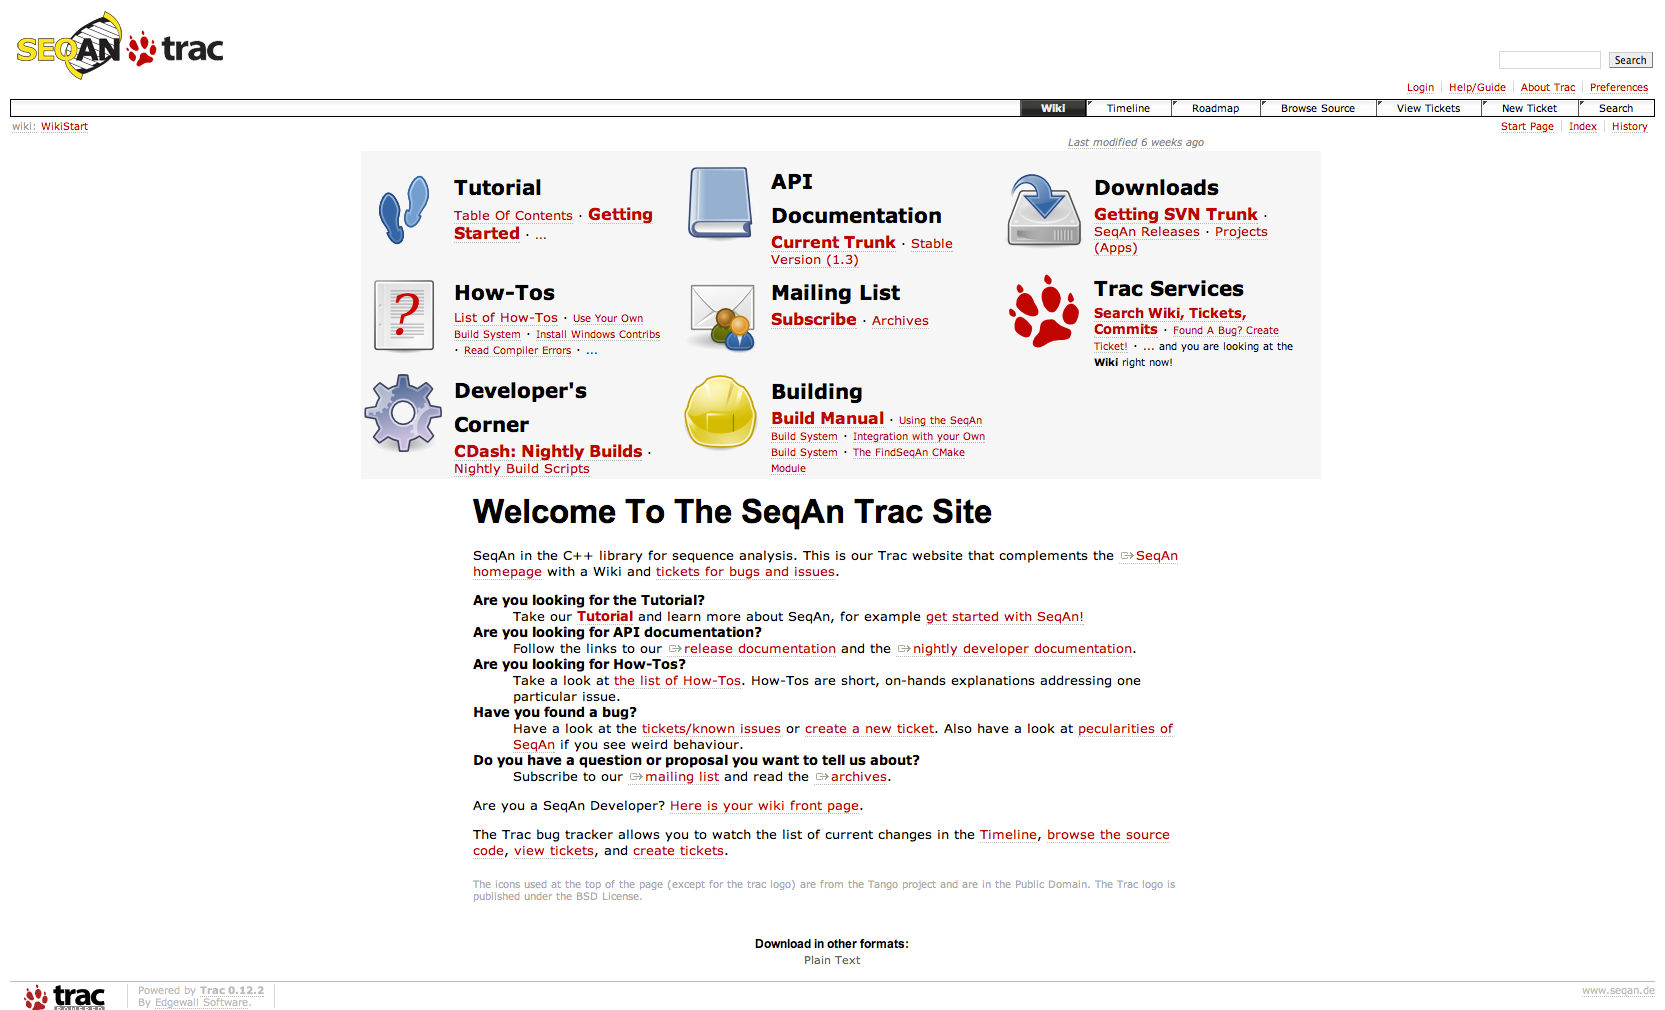 SEQAN trac
Search
Login Help/Guide About Trac Preferences
Wiki Timeline Roadmap Browse Source View Tickets New Ticket Search
wiki: WikiStart
Start Page Index History
Last modified 6 weeks ago
Tutorial
Table Of Contents · Getting
Started · ...
API
Documentation
Current Trunk · Stable
Version (1.3)
Downloads
Getting SVN Trunk ·
SeqAn Releases · Projects
(Apps)
?
How-Tos
List of How-Tos · Use Your Own
Build System · Install Windows Contribs
· Read Compiler Errors · ...
Mailing List
Subscribe · Archives
Trac Services
Search Wiki, Tickets,
Commits · Found A Bug? Create
Ticket! · ... and you are looking at the
Wiki right now!
Developer's
Corner
CDash: Nightly Builds ·
Nightly Build Scripts
Building
Build Manual · Using the SeqAn
Build System · Integration with your Own
Build System · The FindSeqAn CMake
Module
Welcome To The SeqAn Trac Site
SeqAn in the C++ library for sequence analysis. This is our Trac website that complements the SeqAn
homepage with a Wiki and tickets for bugs and issues.
Are you looking for the Tutorial?
Take our Tutorial and learn more about SeqAn, for example get started with SeqAn!
Are you looking for API documentation?
Follow the links to our release documentation and the nightly developer documentation.
Are you looking for How-Tos?
Take a look at the list of How-Tos. How-Tos are short, on-hands explanations addressing one
particular issue.
Have you found a bug?
Have a look at the tickets/known issues or create a new ticket. Also have a look at pecularities of
SeqAn if you see weird behaviour.
Do you have a question or proposal you want to tell us about?
Subscribe to our mailing list and read the archives.
Are you a SeqAn Developer? Here is your wiki front page.
The Trac bug tracker allows you to watch the list of current changes in the Timeline, browse the source
code, view tickets, and create tickets.
The icons used at the top of the page (except for the trac logo) are from the Tango project and are in the Public Domain. The Trac logo is
published under the BSD License.
Download in other formats:
Plain Text
trac
POWERED
Powered by Trac 0.12.2
By Edgewall Software.
www.seqan.de